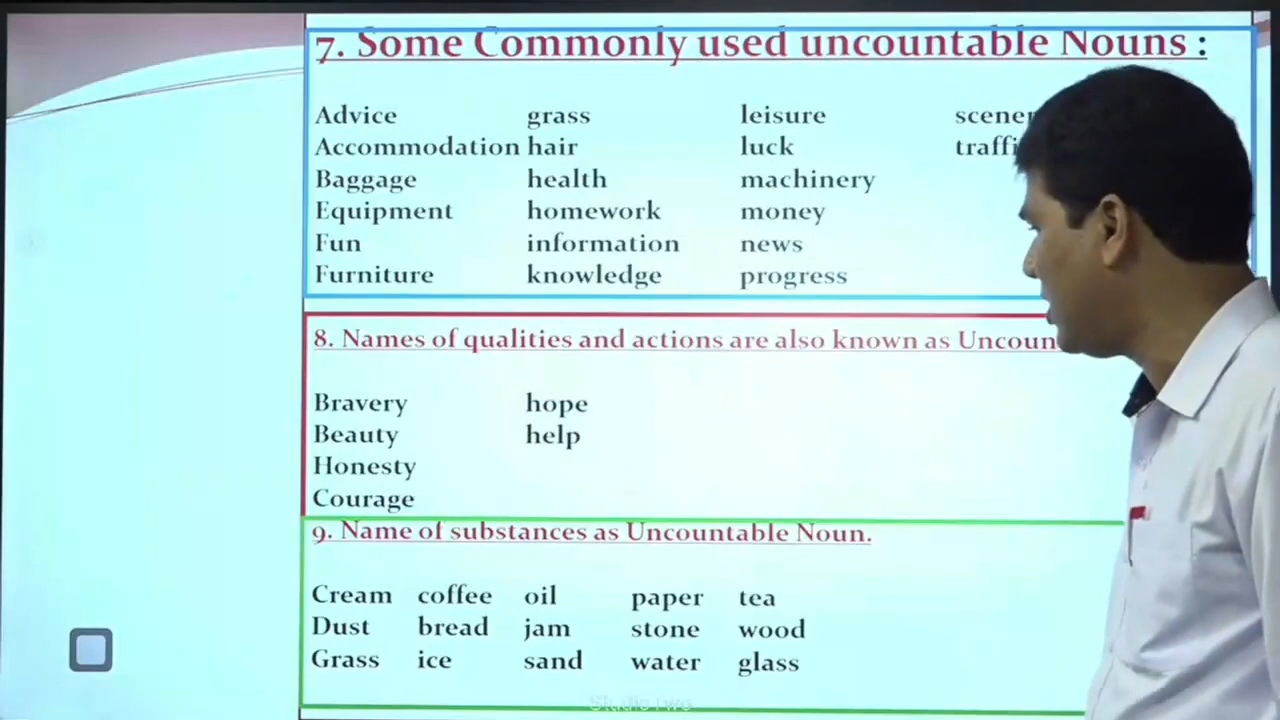 7. Some Commonly used uncountable Nouns :
Advice grass leisure
Accommodation hair luck
Baggage health machinery
Equipment homework money
Fun information news
Furniture knowledge progress
8. Names of qualities and actions are also known as
Bravery hope
Beauty help
Honesty
Courage
9. Name of substances as Uncountable Noun.
Cream coffee oil paper tea
Dust bread jam stone wood
Grass ice sand water glass